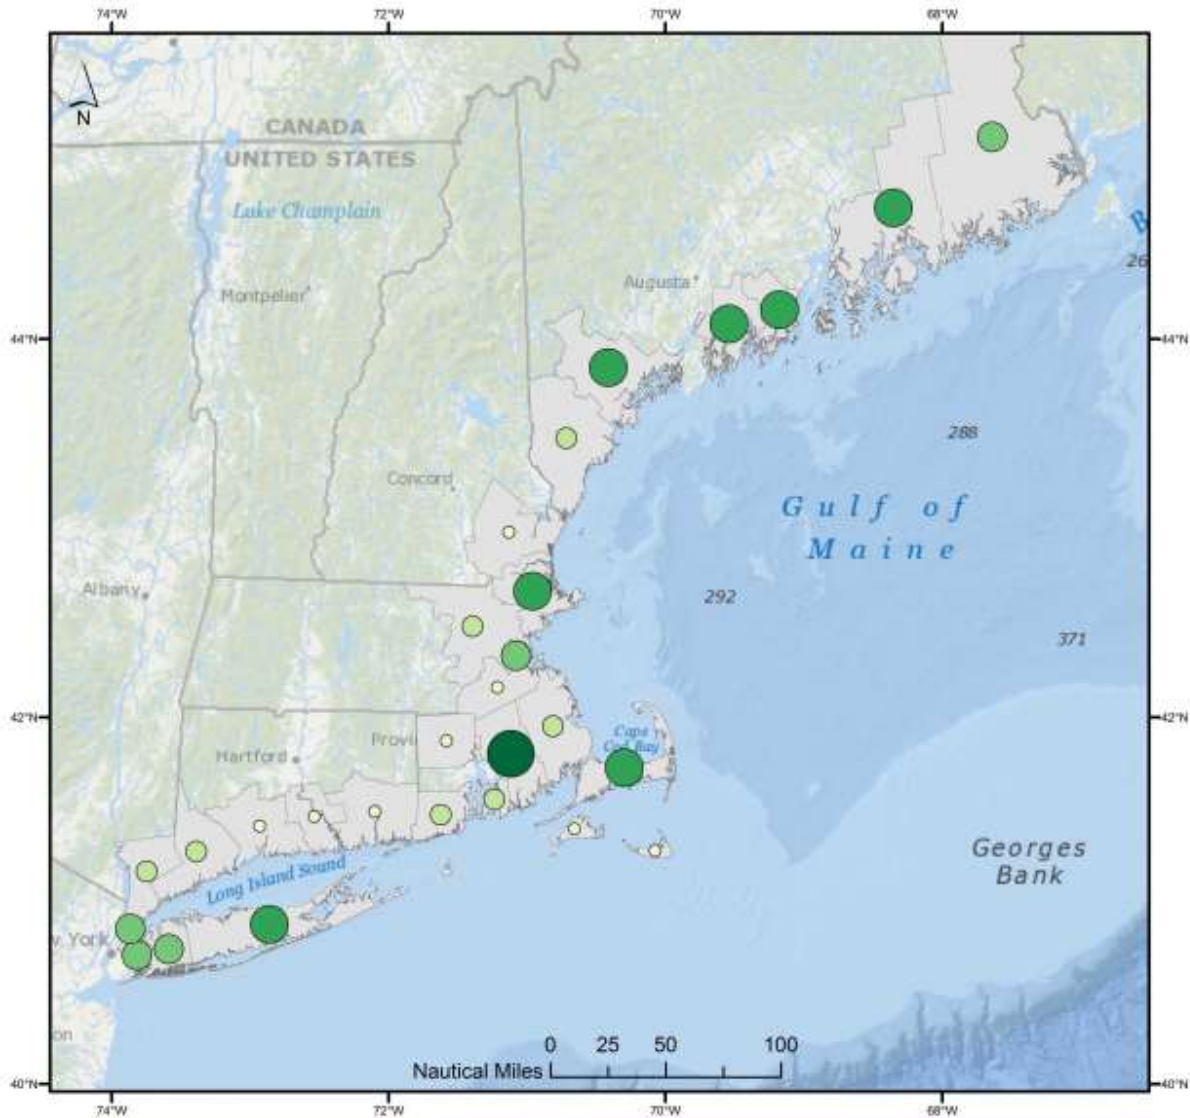 74°W 72°W 70°W 68°W
N
CANADA
UNITED STATES
Lake Champlain
B
26
Montpelier
Augusta
44°N 44°N
288
Concord
Gulf of
Maine
Albany
292
371
42°N 42°N
Cape
Cod Bay
Provi
Hartford
Georges
Bank
Long Island Sound
w York
on
0 25 50 100
Nautical Miles
40°N 40°N
74°W 72°W 70°W 68°W